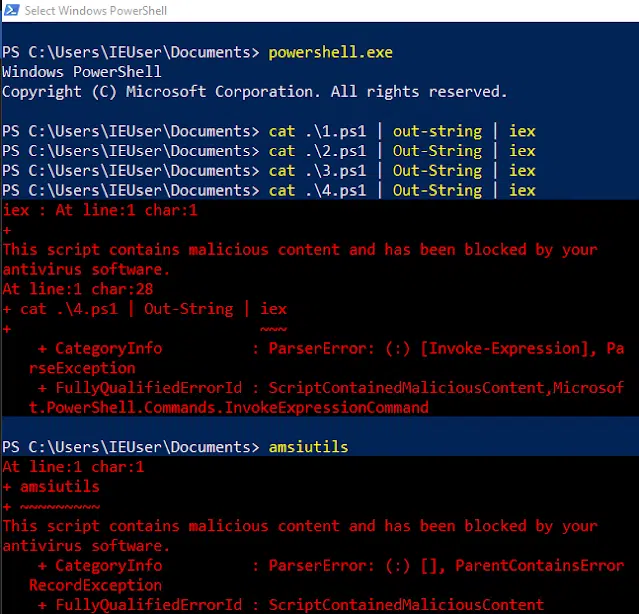 Select Windows PowerShell
PS C:\Users\IEUser\Documents> powershell.exe
Windows PowerShell
Copyright (C) Microsoft Corporation. All rights reserved.
PS C:\Users\IEUser\Documents> cat .\1.ps1 | out-string | iex
PS C:\Users\IEUser\Documents> cat .\2.ps1 | Out-String | iex
PS C:\Users\IEUser\Documents> cat .\3.ps1 | Out-String | iex
PS C:\Users\IEUser\Documents> cat .\4.ps1 | Out-String | iex
iex : At line:1 char:1
+
This script contains malicious content and has been blocked by your
antivirus software.
At line:1 char:28
+ cat .\4.ps1 | Out-String | iex
+                            ~~~
    + CategoryInfo          : ParserError: (:) [Invoke-Expression], Pa
   rseException
    + FullyQualifiedErrorId : ScriptContainedMaliciousContent,Microsof
   t.PowerShell.Commands.InvokeExpressionCommand
PS C:\Users\IEUser\Documents> amsiutils
At line:1 char:1
+ amsiutils
+ ~~~~~~~~~
This script contains malicious content and has been blocked by your
antivirus software.
    + CategoryInfo          : ParserError: (:) [], ParentContainsError
   RecordException
    + FullyQualifiedErrorId : ScriptContainedMaliciousContent